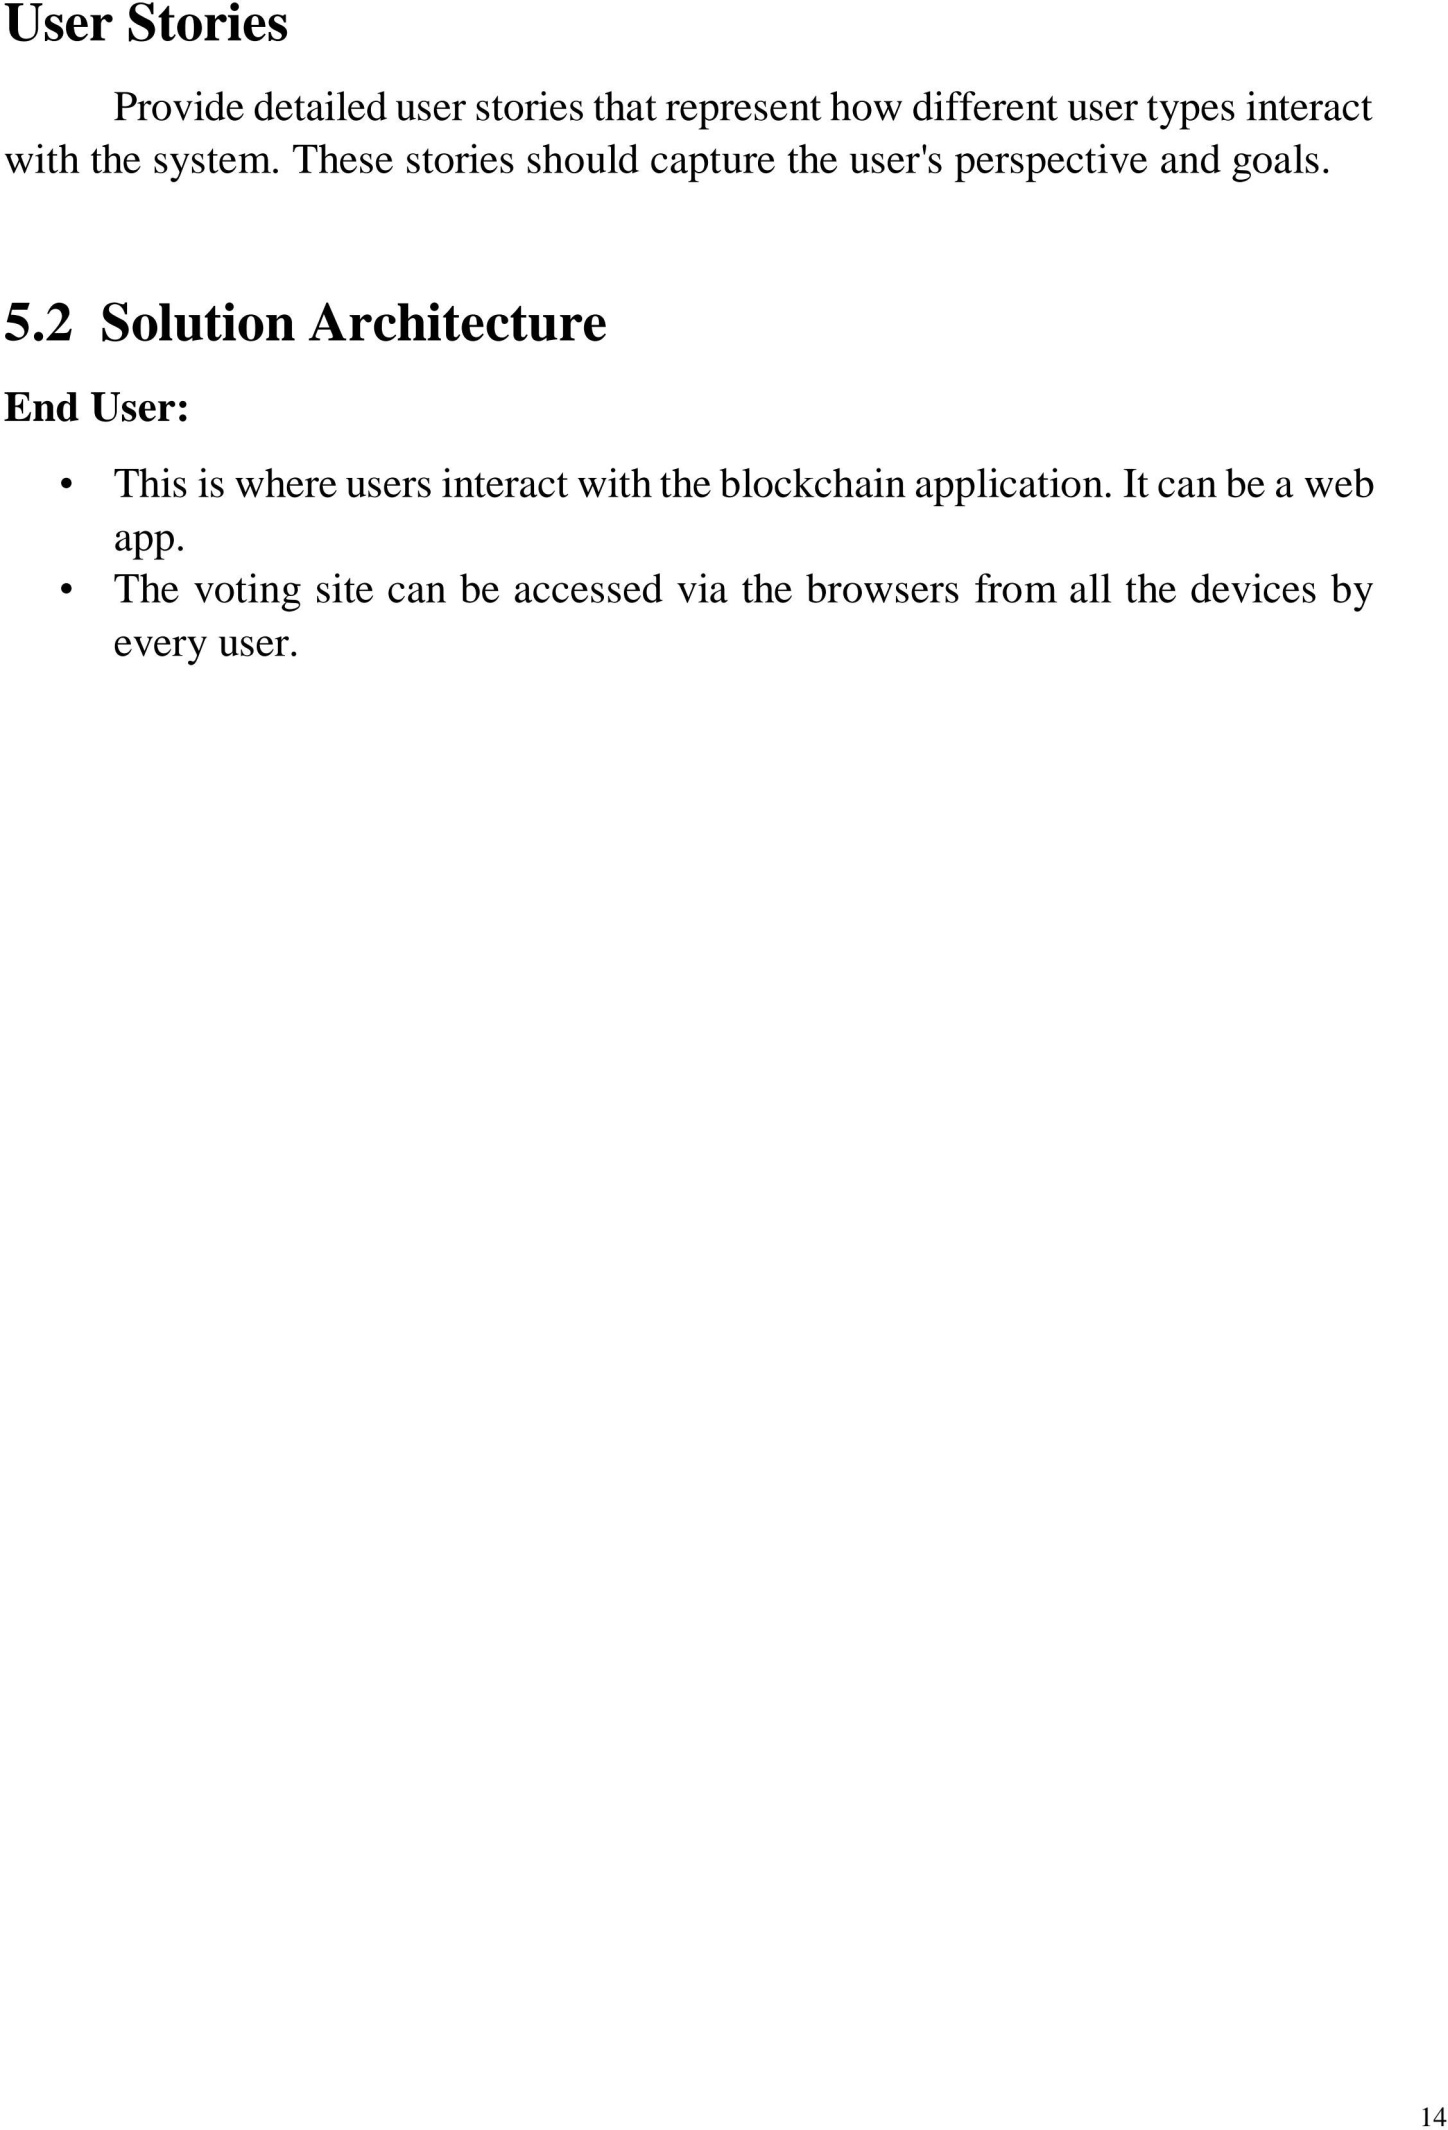 User Stories
Provide detailed user stories that represent how different user types interact
with the system. These stories should capture the user's perspective and goals.
5.2 Solution Architecture
End User:
• This is where users interact with the blockchain application. It can be a web
app.
• The voting site can be accessed via the browsers from all the devices by
every user.
14